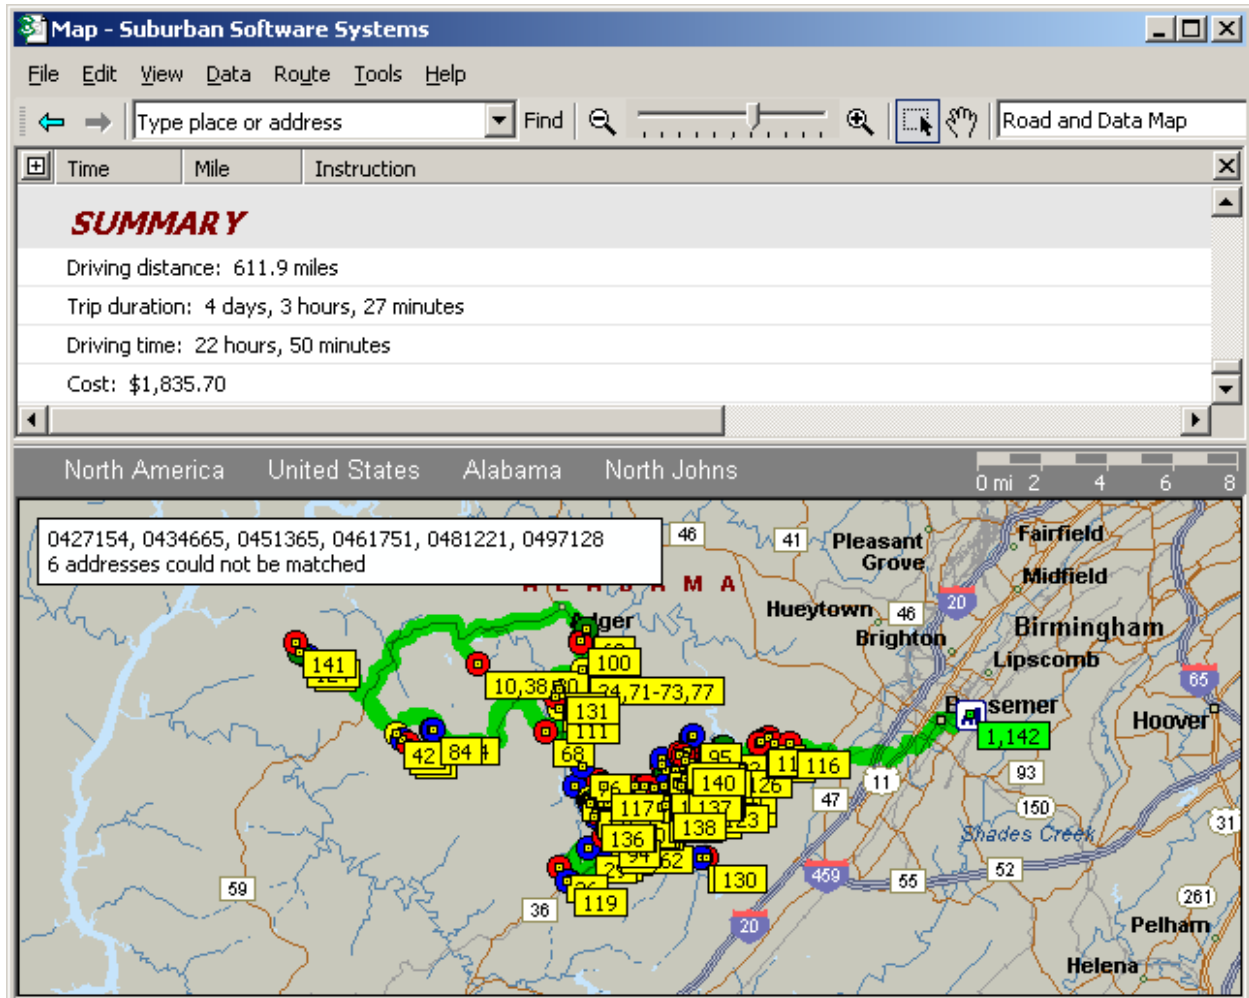 Map - Suburban Software Systems
File Edit View Data Route Tools Help
Type place or address Find Road and Data Map
Time Mile Instruction
SUMMARY
Driving distance: 611.9 miles
Trip duration: 4 days, 3 hours, 27 minutes
Driving time: 22 hours, 50 minutes
Cost: $1,835.70
North America United States Alabama North Johns
0 mi 2 4 6 8
0427154, 0434665, 0451365, 0461751, 0481221, 0497128
6 addresses could not be matched
46
41
Pleasant
Grove
Fairfield
Midfield
ALABAMA
Hueytown
46
20
Brighton
Birmingham
Lipscomb
65
100
141
131
111
68
42
84
Hoover
1,142
95
116
140
11
93
47
117
137
138
136
150
31
Shades Creek
62
130
459
55
52
59
119
36
20
261
Pelham
Helena